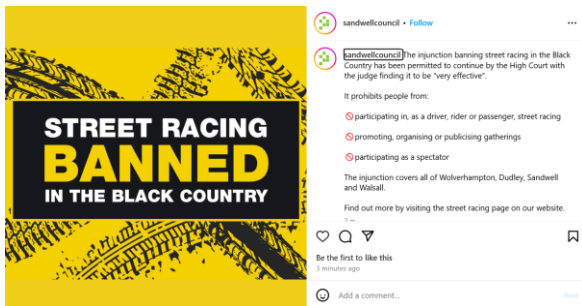 STREET RACING
BANNED
IN THE BLACK COUNTRY
sandwellcouncil • Follow
sandwellcouncil The injunction banning street racing in the Black
Country has been permitted to continue by the High Court with
the judge finding it to be "very effective".
It prohibits people from:
🚫participating in, as a driver, rider or passenger, street racing
🚫promoting, organising or publicising gatherings
🚫participating as a spectator
The injunction covers all of Wolverhampton, Dudley, Sandwell
and Walsall.
Find out more by visiting the street racing page on our website.
Be the first to like this
3 minutes ago
Add a comment...
Post